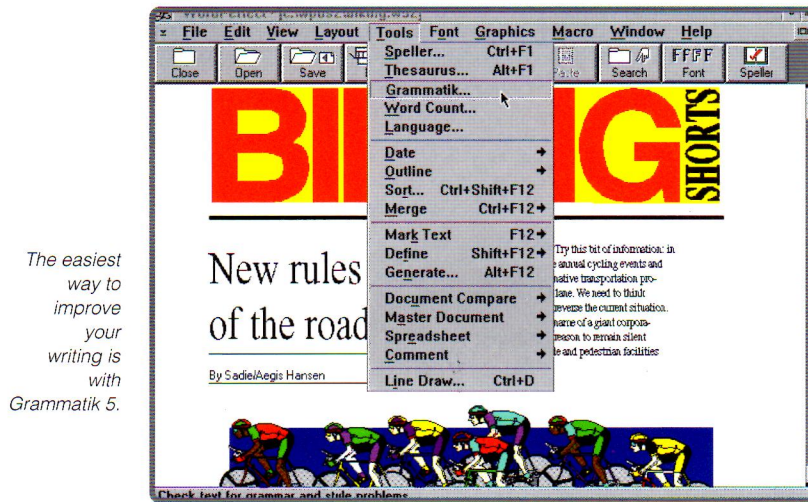 The easiest
way to
improve
your
writing is
with
Grammatik 5.
File Edit View Layout Tools Font Graphics Macro Window Help
Close Open Save Paste Search Font Speller
FFFF
Speller... Ctrl+F1
Thesaurus... Alt+F1
Grammatik...
Word Count...
Language...
Date
Outline
Sort... Ctrl+Shift+F12
Merge Ctrl+F12
Mark Text F12
Define Shift+F12
Generate... Alt+F12
Document Compare
Master Document
Spreadsheet
Comment
Line Draw... Ctrl+D
BI G
SHORTS
New rules
of the road
By Sadie/Aegis Hansen
Try this bit of information: in
annual cycling events and
native transportation pro-
lane. We need to think
reverse the current situation.
name of a giant corpora-
reason to remain silent
le and pedestrian facilities
Check text for grammar and style problems